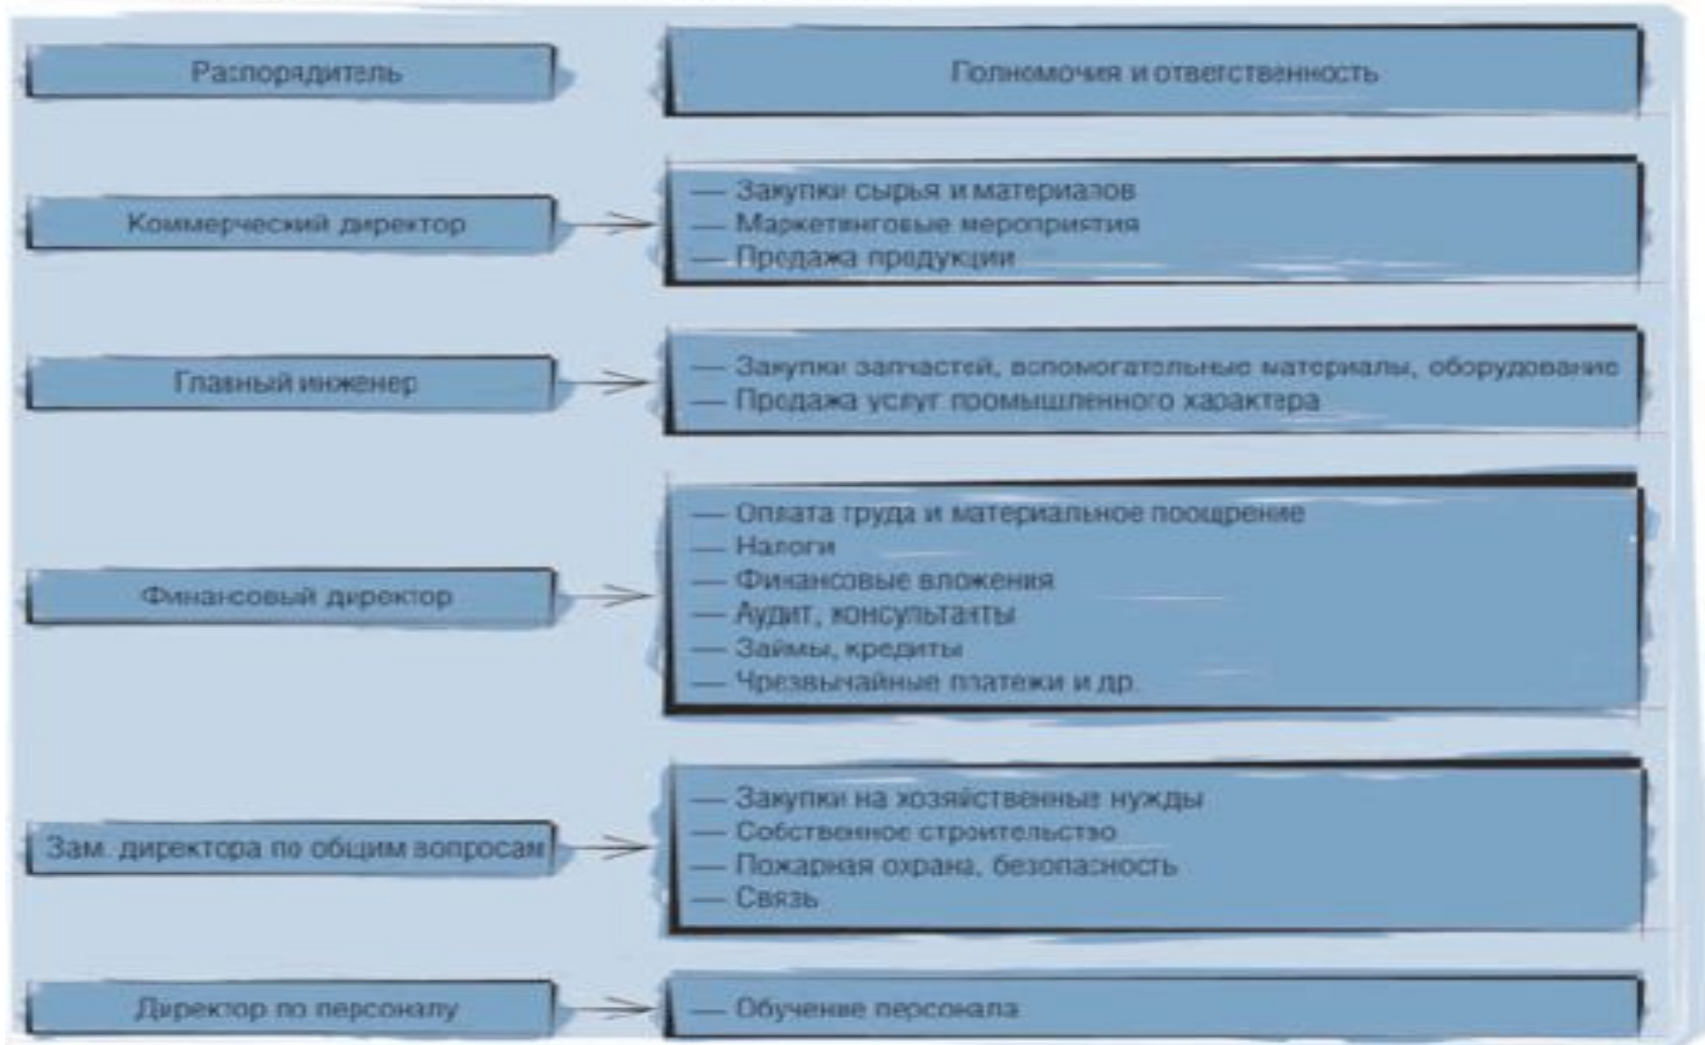 Распорядитель
Полномочия и ответственность
Коммерческий директор
— Закупки сырья и материалов
— Маркетинговые мероприятия
— Продажа продукции
Главный инженер
— Закупки запчастей, вспомогательные материалы, оборудование
— Продажа услуг промышленного характера
Финансовый директор
— Оплата труда и материальное поощрение
— Налоги
— Финансовые вложения
— Аудит, консультанты
— Займы, кредиты
— Чрезвычайные платежи и др.
Зам. директора по общим вопросам
— Закупки на хозяйственные нужды
— Собственное строительство
— Пожарная охрана, безопасность
— Связь
Директор по персоналу
— Обучение персонала